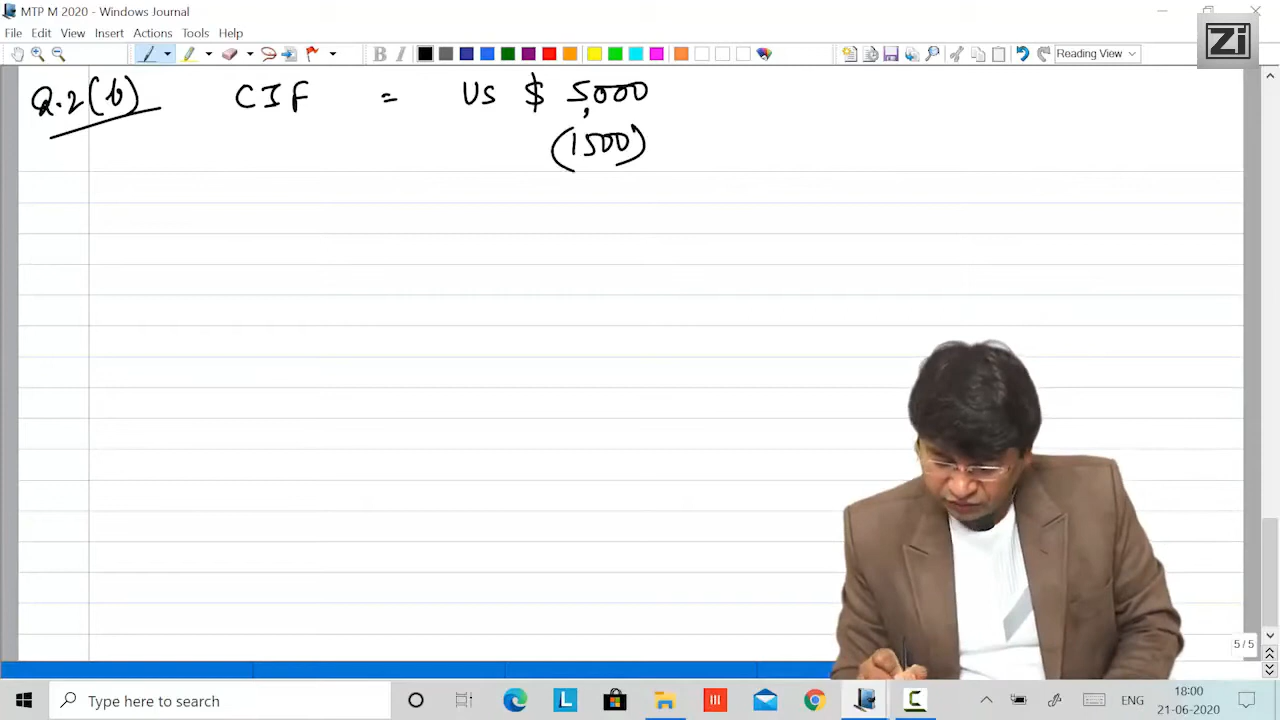 MTP M 2020 - Windows Journal
File Edit View Insert Actions Tools Help
Zi
B I
Reading View
Q.2(b) CIF = US $ 5,000
(1500)
5 / 5
Type here to search
L
C
ENG
18:00
21-06-2020